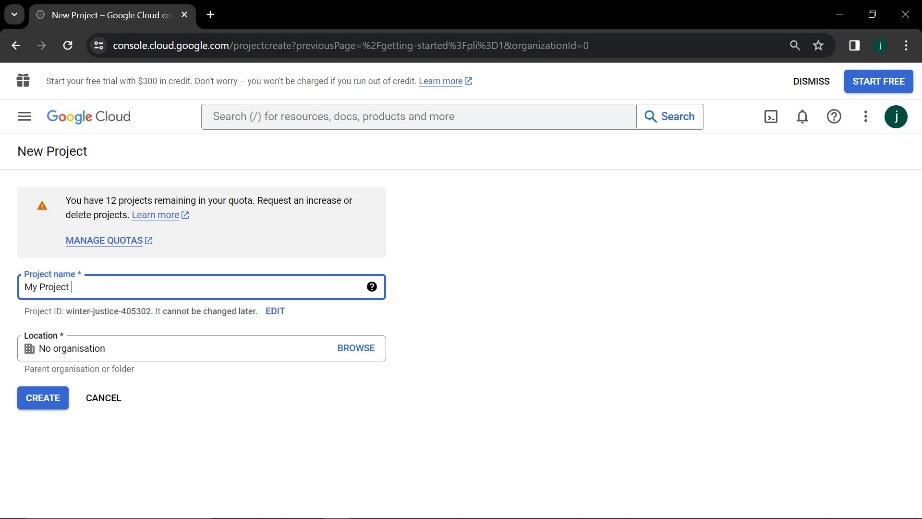 New Project – Google Cloud co
console.cloud.google.com/projectcreate?previousPage=%2Fgetting-started%3Fpli%3D1&organizationId=0
j
Start your free trial with $300 in credit. Don't worry – you won't be charged if you run out of credit. Learn more
DISMISS
START FREE
Google Cloud
Search (/) for resources, docs, products and more
Search
j
New Project
You have 12 projects remaining in your quota. Request an increase or
delete projects. Learn more
MANAGE QUOTAS
Project name *
My Project
Project ID: winter-justice-405302. It cannot be changed later. EDIT
Location *
No organisation
BROWSE
Parent organisation or folder
CREATE
CANCEL